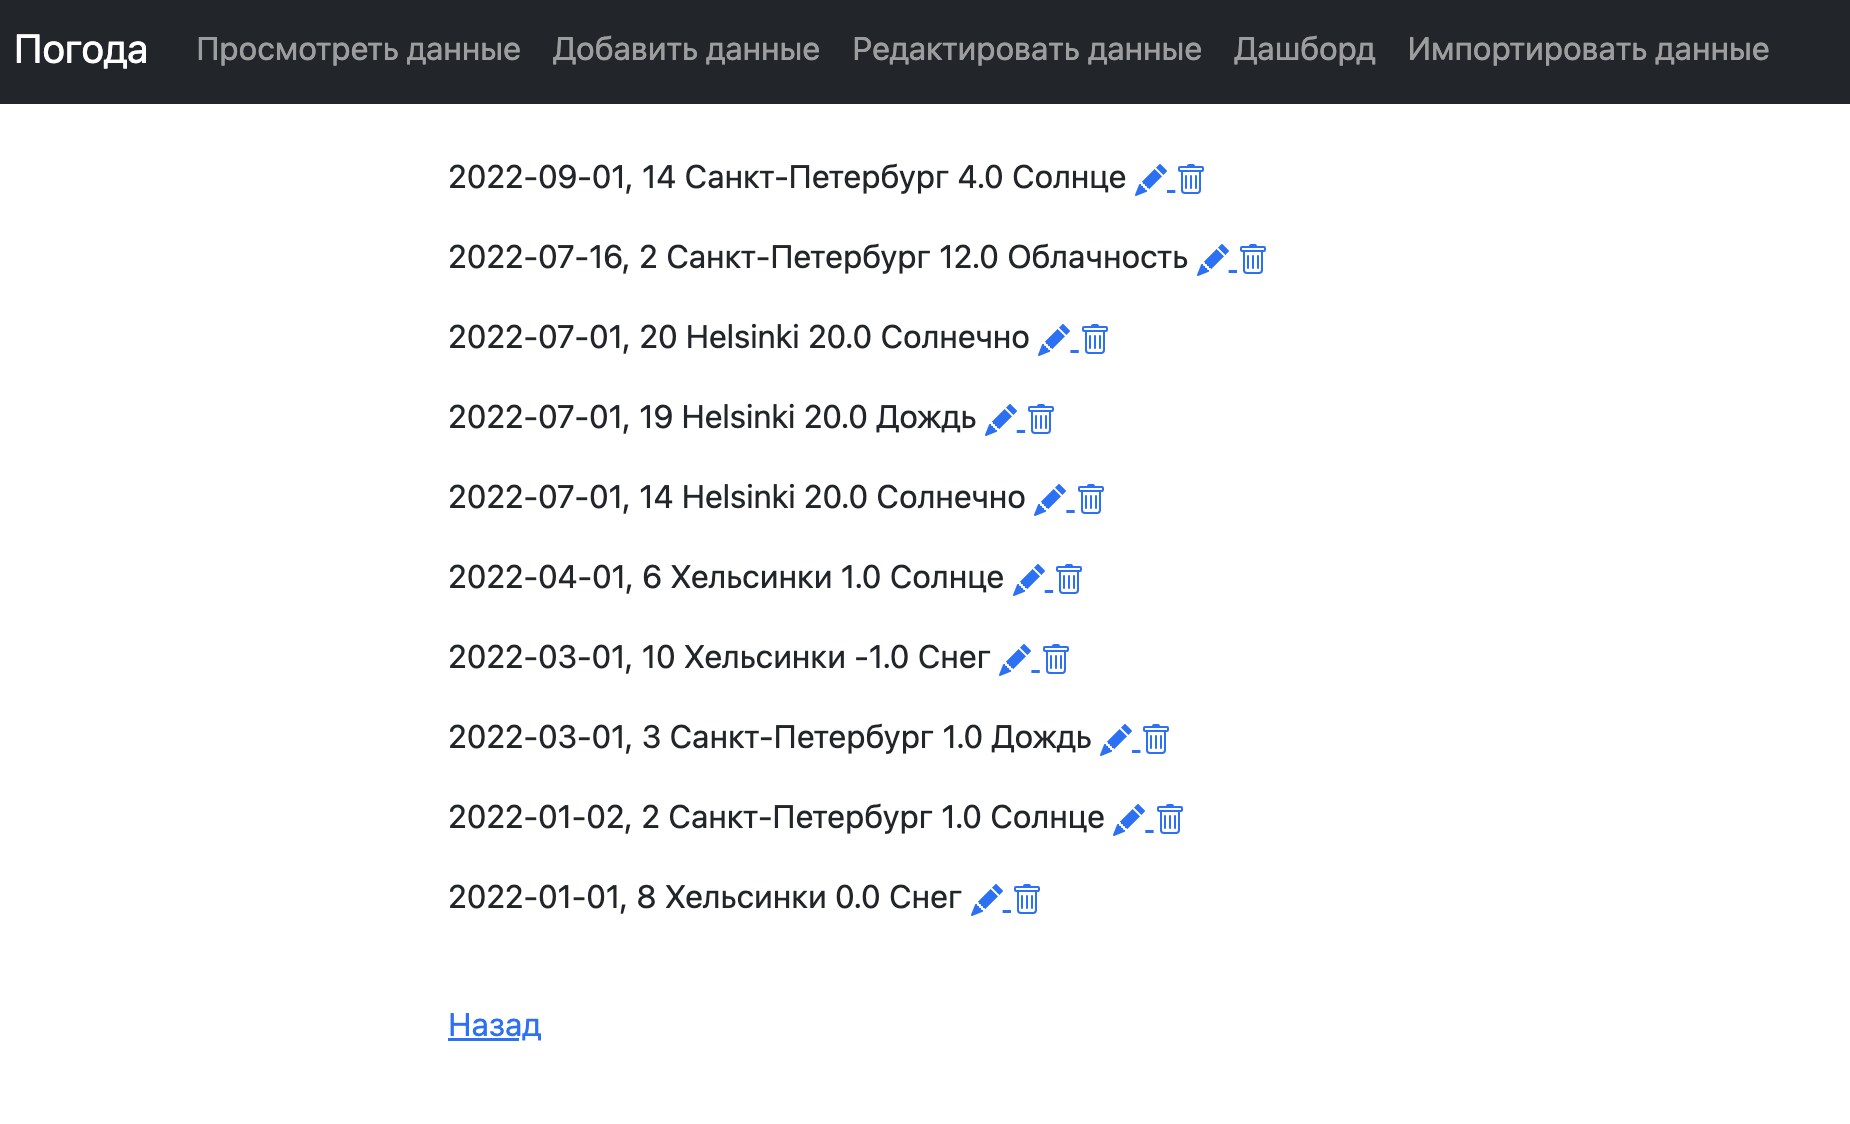 Погода Просмотреть данные Добавить данные Редактировать данные Дашборд Импортировать данные
2022-09-01, 14 Санкт-Петербург 4.0 Солнце
2022-07-16, 2 Санкт-Петербург 12.0 Облачность
2022-07-01, 20 Helsinki 20.0 Солнечно
2022-07-01, 19 Helsinki 20.0 Дождь
2022-07-01, 14 Helsinki 20.0 Солнечно
2022-04-01, 6 Хельсинки 1.0 Солнце
2022-03-01, 10 Хельсинки -1.0 Снег
2022-03-01, 3 Санкт-Петербург 1.0 Дождь
2022-01-02, 2 Санкт-Петербург 1.0 Солнце
2022-01-01, 8 Хельсинки 0.0 Снег
Назад